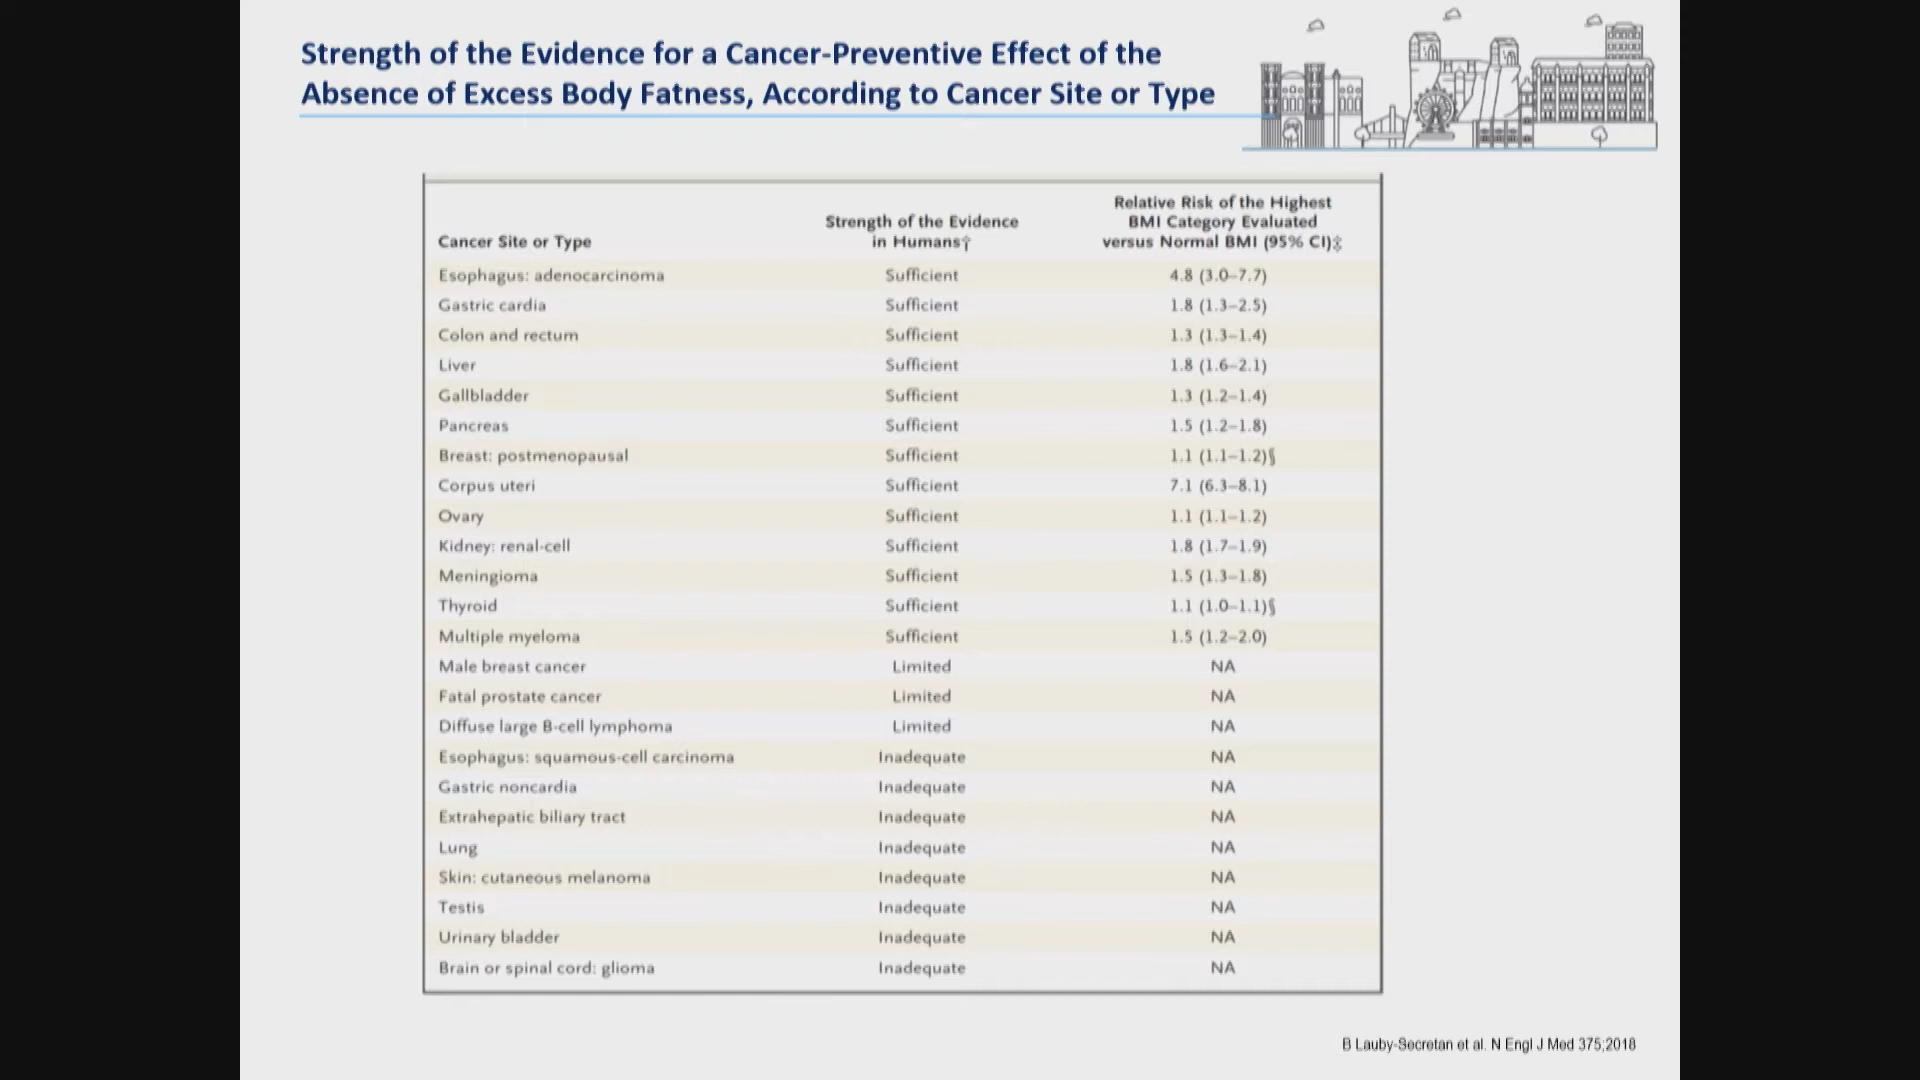 Strength of the Evidence for a Cancer-Preventive Effect of the
Absence of Excess Body Fatness, According to Cancer Site or Type
Cancer Site or Type Strength of the Evidence in Humans† Relative Risk of the Highest BMI Category Evaluated versus Normal BMI (95% CI)‡
Esophagus: adenocarcinoma Sufficient 4.8 (3.0–7.7)
Gastric cardia Sufficient 1.8 (1.3–2.5)
Colon and rectum Sufficient 1.3 (1.3–1.4)
Liver Sufficient 1.8 (1.6–2.1)
Gallbladder Sufficient 1.3 (1.2–1.4)
Pancreas Sufficient 1.5 (1.2–1.8)
Breast: postmenopausal Sufficient 1.1 (1.1–1.2)§
Corpus uteri Sufficient 7.1 (6.3–8.1)
Ovary Sufficient 1.1 (1.1–1.2)
Kidney: renal-cell Sufficient 1.8 (1.7–1.9)
Meningioma Sufficient 1.5 (1.3–1.8)
Thyroid Sufficient 1.1 (1.0–1.1)§
Multiple myeloma Sufficient 1.5 (1.2–2.0)
Male breast cancer Limited NA
Fatal prostate cancer Limited NA
Diffuse large B-cell lymphoma Limited NA
Esophagus: squamous-cell carcinoma Inadequate NA
Gastric noncardia Inadequate NA
Extrahepatic biliary tract Inadequate NA
Lung Inadequate NA
Skin: cutaneous melanoma Inadequate NA
Testis Inadequate NA
Urinary bladder Inadequate NA
Brain or spinal cord: glioma Inadequate NA
B Lauby-Secretan et al. N Engl J Med 375;2018